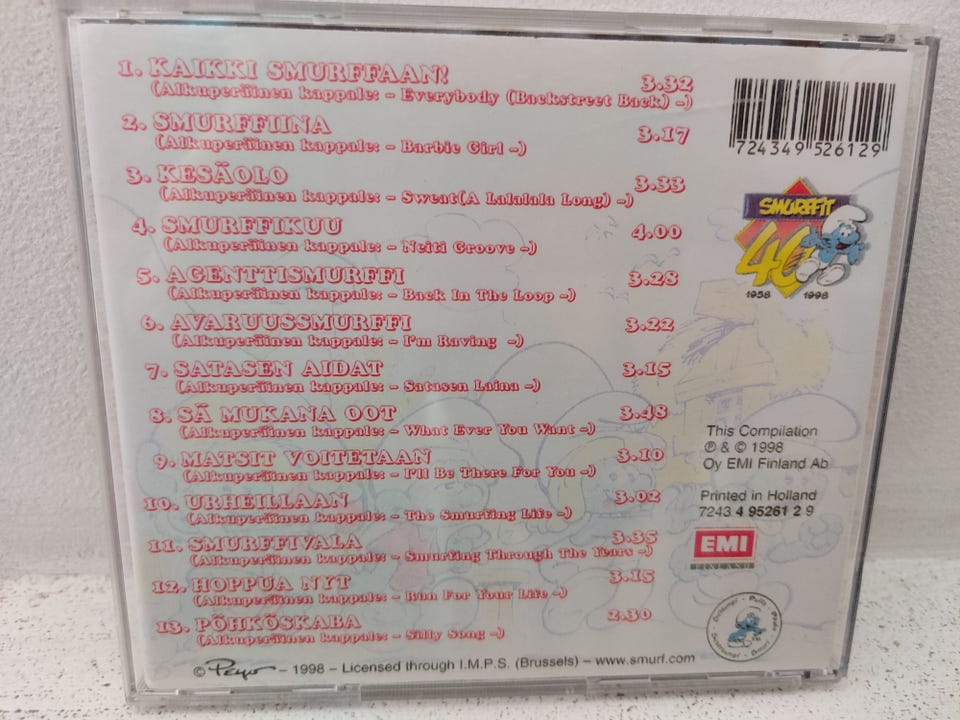 1. KAIKKI SMURFFAAN! 3.32
(Alkuperäinen kappale: - Everybody (Backstreet Back) -)
2. SMURFFIINA 3.17
(Alkuperäinen kappale: - Barbie Girl -)
3. KESÄOLO 3.33
(Alkuperäinen kappale: - Sweat(A Lalalala Long) -)
4. SMURFFIKUU 4.00
(Alkuperäinen kappale: - Neiti Groove -)
5. AGENTTISMURFFI 3.28
(Alkuperäinen kappale: - Back In The Loop -)
6. AVARUUSSMURFFI 3.22
(Alkuperäinen kappale: - I'm Raving -)
7. SATASEN AIDAT 3.15
(Alkuperäinen kappale: - Satasen Laina -)
8. SÄ MUKANA OOT 3.48
(Alkuperäinen kappale: - What Ever You Want -)
9. MATSIT VOITETAAN 3.10
(Alkuperäinen kappale: - I'll Be There For You -)
10. URHEILLAAN 3.02
(Alkuperäinen kappale: - The Smurfing Life -)
11. SMURFFIVALA 3.35
(Alkuperäinen kappale: - Smurfing Through The Years -)
12. HOPPUA NYT 3.15
(Alkuperäinen kappale: - Run For Your Life -)
13. PÖHKÖSKABA 2.30
(Alkuperäinen kappale: - Silly Song -)
© Peyo - 1998 - Licensed through I.M.P.S. (Brussels) - www.smurf.com
7 24349 52612 9
SMURFFIT
40
1958 1998
This Compilation
℗ & © 1998
Oy EMI Finland Ab
Printed in Holland
7243 4 95261 2 9
EMI
FINLAND